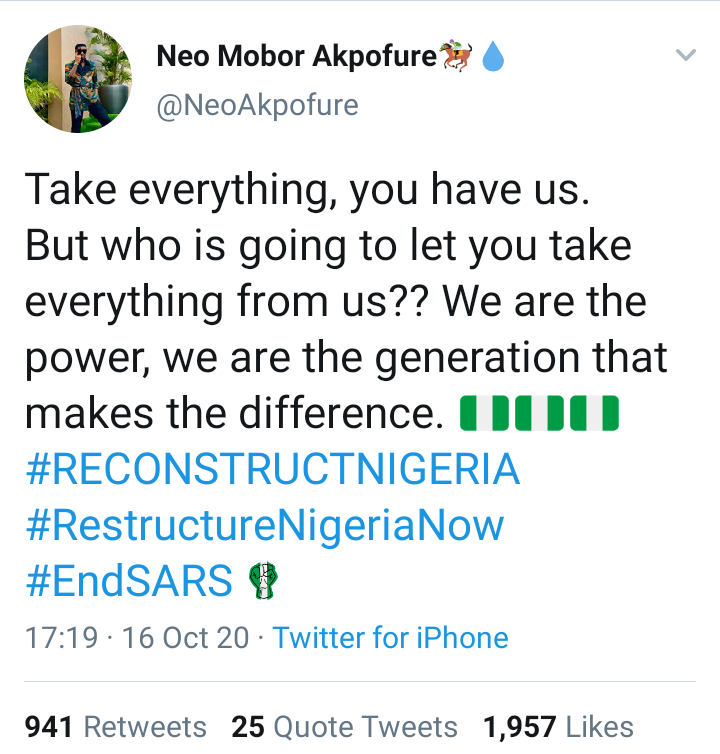 Neo Mobor Akpofure🏇💧
@NeoAkpofure
Take everything, you have us.
But who is going to let you take
everything from us?? We are the
power, we are the generation that
makes the difference. 🇳🇬🇳🇬🇳🇬
#RECONSTRUCTNIGERIA
#RestructureNigeriaNow
#EndSARS
17:19 · 16 Oct 20 · Twitter for iPhone
941 Retweets 25 Quote Tweets 1,957 Likes